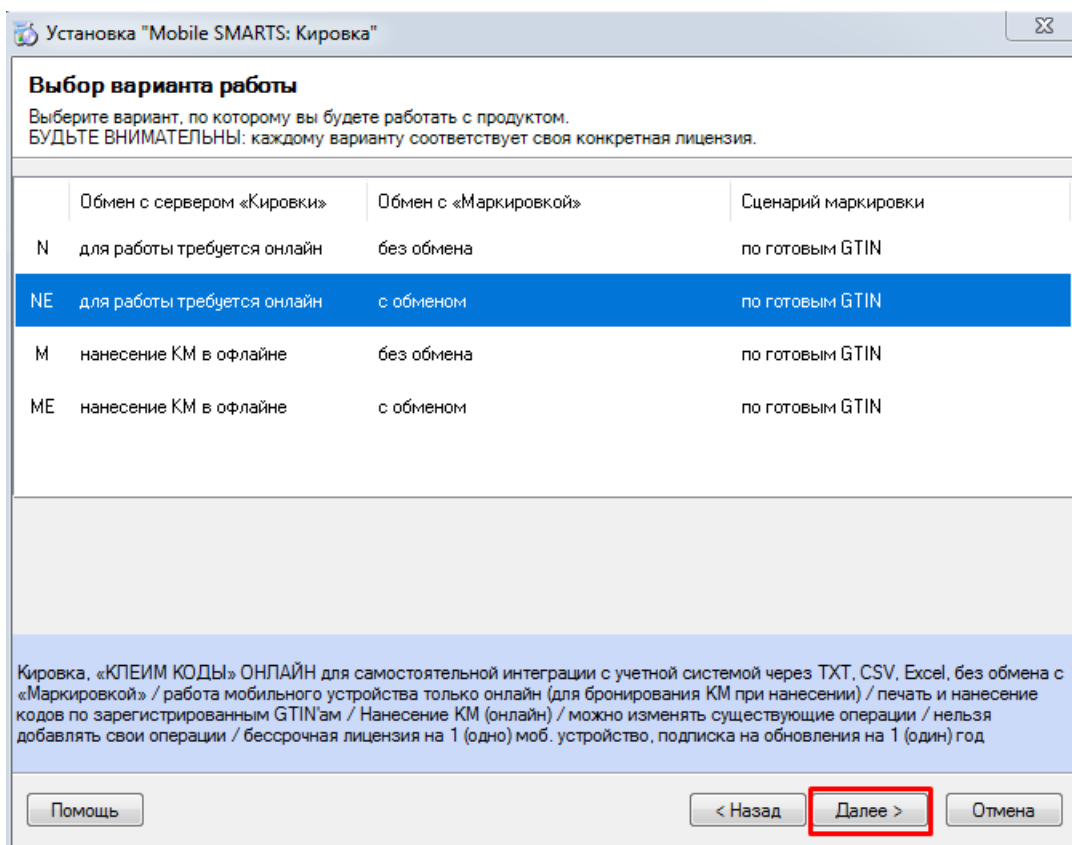 Установка "Mobile SMARTS: Кировка"
Выбор варианта работы
Выберите вариант, по которому вы будете работать с продуктом.
БУДЬТЕ ВНИМАТЕЛЬНЫ: каждому варианту соответствует своя конкретная лицензия.
Обмен с сервером «Кировки» Обмен с «Маркировкой» Сценарий маркировки
N для работы требуется онлайн без обмена по готовым GTIN
NE для работы требуется онлайн с обменом по готовым GTIN
M нанесение КМ в офлайне без обмена по готовым GTIN
ME нанесение КМ в офлайне с обменом по готовым GTIN
Кировка, «КЛЕИМ КОДЫ» ОНЛАЙН для самостоятельной интеграции с учетной системой через TXT, CSV, Excel, без обмена с
«Маркировкой» / работа мобильного устройства только онлайн (для бронирования КМ при нанесении) / печать и нанесение
кодов по зарегистрированным GTIN'ам / Нанесение КМ (онлайн) / можно изменять существующие операции / нельзя
добавлять свои операции / бессрочная лицензия на 1 (одно) моб. устройство, подписка на обновления на 1 (один) год
Помощь < Назад Далее > Отмена